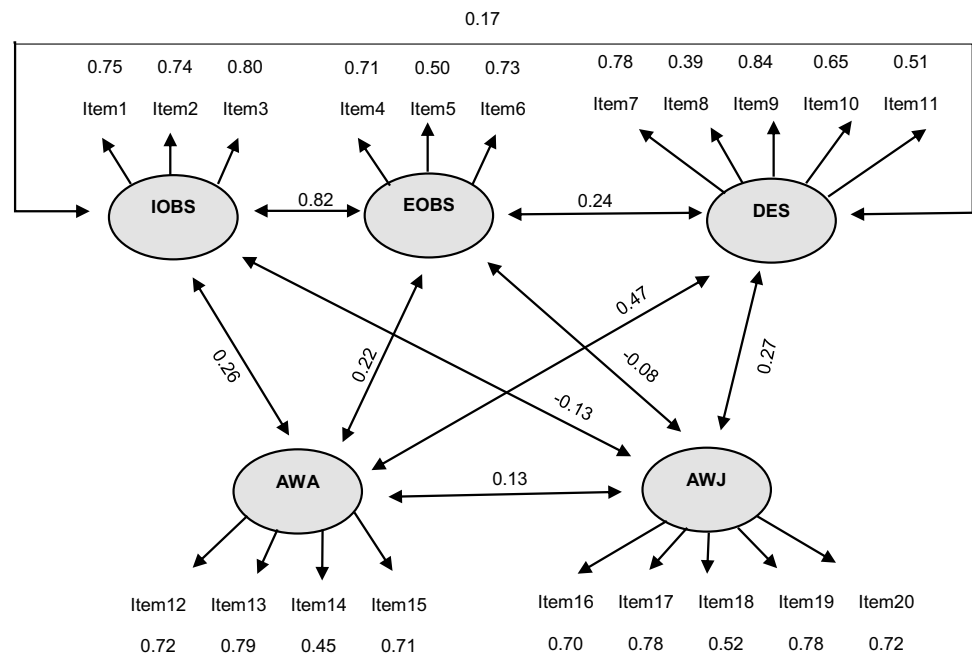 0.17
0.75 0.74 0.80 0.71 0.50 0.73 0.78 0.39 0.84 0.65 0.51
Item1 Item2 Item3 Item4 Item5 Item6 Item7 Item8 Item9 Item10 Item11
IOBS 0.82 EOBS 0.24 DES
0.26 0.22 0.47 -0.08 -0.13 0.27
AWA 0.13 AWJ
Item12 Item13 Item14 Item15 Item16 Item17 Item18 Item19 Item20
0.72 0.79 0.45 0.71 0.70 0.78 0.52 0.78 0.72